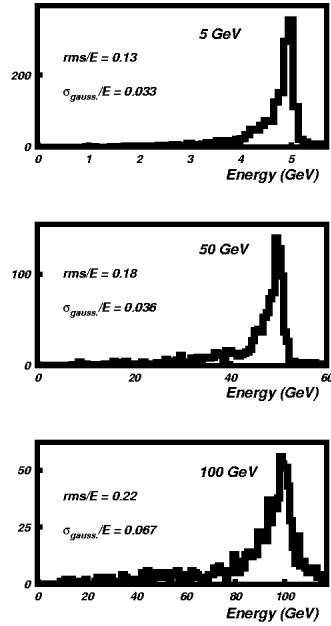 5 GeV
rms/E = 0.13
σgauss./E = 0.033
200
0
0 1 2 3 4 5
Energy (GeV)
50 GeV
rms/E = 0.18
σgauss./E = 0.036
100
0
0 20 40 60
Energy (GeV)
100 GeV
rms/E = 0.22
σgauss./E = 0.067
50
25
0
0 20 40 60 80 100
Energy (GeV)